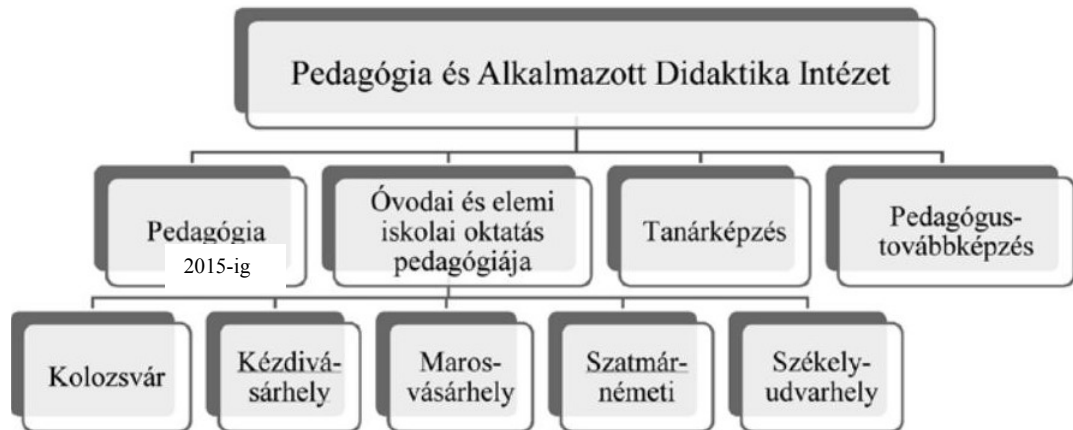 Pedagógia és Alkalmazott Didaktika Intézet
Pedagógia
2015-ig
Óvodai és elemi
iskolai oktatás
pedagógiája
Tanárképzés
Pedagógus-
továbbképzés
Kolozsvár
Kézdivá-
sárhely
Maros-
vásárhely
Szatmár-
németi
Székely-
udvarhely